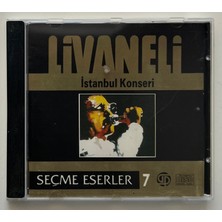 LİVANELİ
İstanbul Konseri
SEÇME ESERLER 7